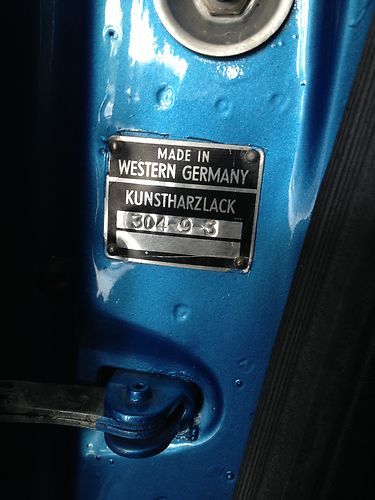 MADE IN
WESTERN GERMANY
KUNSTHARZLACK
304-9-3